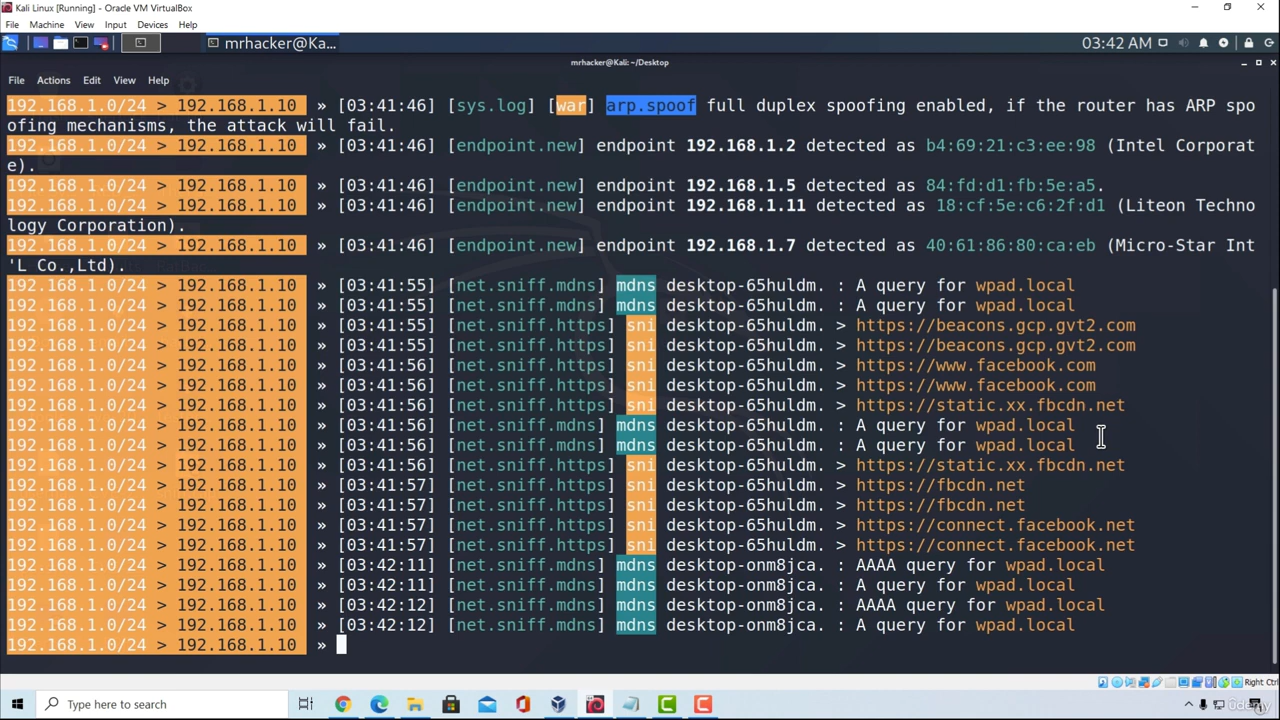 Kali Linux [Running] - Oracle VM VirtualBox
File Machine View Input Devices Help
mrhacker@Ka... 03:42 AM
mrhacker@Kali: ~/Desktop
File Actions Edit View Help
192.168.1.0/24 > 192.168.1.10 » [03:41:46] [sys.log] [war] arp.spoof full duplex spoofing enabled, if the router has ARP spo
ofing mechanisms, the attack will fail.
192.168.1.0/24 > 192.168.1.10 » [03:41:46] [endpoint.new] endpoint 192.168.1.2 detected as b4:69:21:c3:ee:98 (Intel Corporat
e).
192.168.1.0/24 > 192.168.1.10 » [03:41:46] [endpoint.new] endpoint 192.168.1.5 detected as 84:fd:d1:fb:5e:a5.
192.168.1.0/24 > 192.168.1.10 » [03:41:46] [endpoint.new] endpoint 192.168.1.11 detected as 18:cf:5e:c6:2f:d1 (Liteon Techno
logy Corporation).
192.168.1.0/24 > 192.168.1.10 » [03:41:46] [endpoint.new] endpoint 192.168.1.7 detected as 40:61:86:80:ca:eb (Micro-Star Int
'L Co.,Ltd).
192.168.1.0/24 > 192.168.1.10 » [03:41:55] [net.sniff.mdns] mdns desktop-65huldm. : A query for wpad.local
192.168.1.0/24 > 192.168.1.10 » [03:41:55] [net.sniff.mdns] mdns desktop-65huldm. : A query for wpad.local
192.168.1.0/24 > 192.168.1.10 » [03:41:55] [net.sniff.https] sni desktop-65huldm. > https://beacons.gcp.gvt2.com
192.168.1.0/24 > 192.168.1.10 » [03:41:55] [net.sniff.https] sni desktop-65huldm. > https://beacons.gcp.gvt2.com
192.168.1.0/24 > 192.168.1.10 » [03:41:56] [net.sniff.https] sni desktop-65huldm. > https://www.facebook.com
192.168.1.0/24 > 192.168.1.10 » [03:41:56] [net.sniff.https] sni desktop-65huldm. > https://www.facebook.com
192.168.1.0/24 > 192.168.1.10 » [03:41:56] [net.sniff.https] sni desktop-65huldm. > https://static.xx.fbcdn.net
192.168.1.0/24 > 192.168.1.10 » [03:41:56] [net.sniff.mdns] mdns desktop-65huldm. : A query for wpad.local
192.168.1.0/24 > 192.168.1.10 » [03:41:56] [net.sniff.mdns] mdns desktop-65huldm. : A query for wpad.local
192.168.1.0/24 > 192.168.1.10 » [03:41:56] [net.sniff.https] sni desktop-65huldm. > https://static.xx.fbcdn.net
192.168.1.0/24 > 192.168.1.10 » [03:41:57] [net.sniff.https] sni desktop-65huldm. > https://fbcdn.net
192.168.1.0/24 > 192.168.1.10 » [03:41:57] [net.sniff.https] sni desktop-65huldm. > https://fbcdn.net
192.168.1.0/24 > 192.168.1.10 » [03:41:57] [net.sniff.https] sni desktop-65huldm. > https://connect.facebook.net
192.168.1.0/24 > 192.168.1.10 » [03:41:57] [net.sniff.https] sni desktop-65huldm. > https://connect.facebook.net
192.168.1.0/24 > 192.168.1.10 » [03:42:11] [net.sniff.mdns] mdns desktop-onm8jca. : AAAA query for wpad.local
192.168.1.0/24 > 192.168.1.10 » [03:42:11] [net.sniff.mdns] mdns desktop-onm8jca. : A query for wpad.local
192.168.1.0/24 > 192.168.1.10 » [03:42:12] [net.sniff.mdns] mdns desktop-onm8jca. : AAAA query for wpad.local
192.168.1.0/24 > 192.168.1.10 » [03:42:12] [net.sniff.mdns] mdns desktop-onm8jca. : A query for wpad.local
192.168.1.0/24 > 192.168.1.10 »
Right Ctrl
Type here to search
Udemy